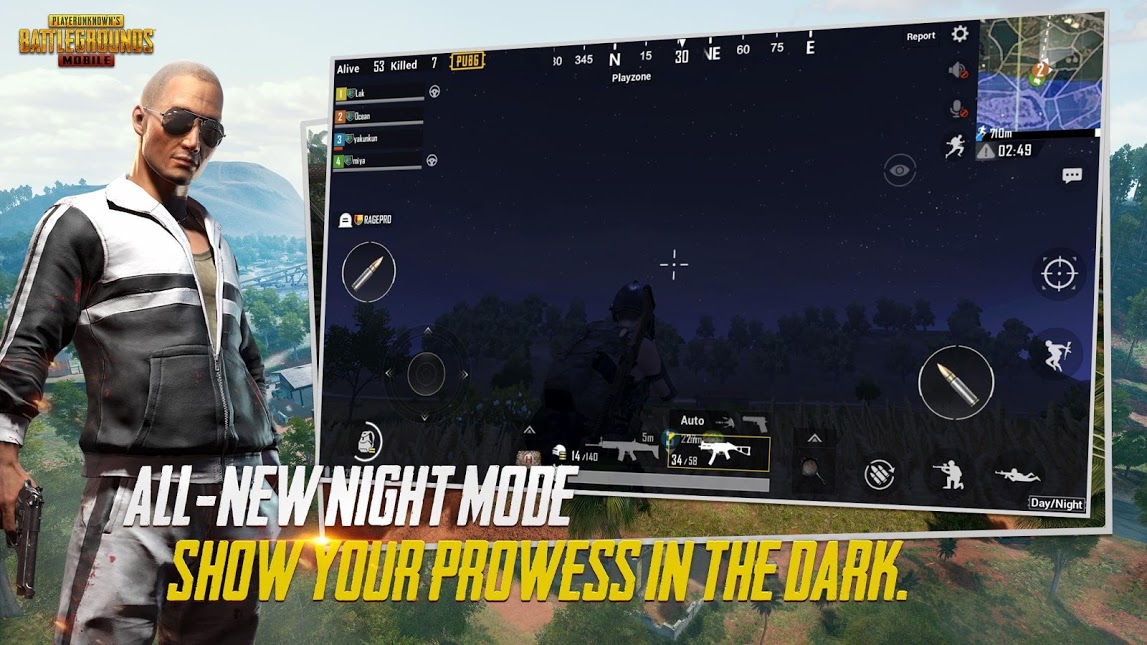 PLAYERUNKNOWN'S
BATTLEGROUNDS
MOBILE
Alive 53 Killed 7 PUBG
345 N 15 30 NE 60 75 E
Playzone
Report
1 Lak
2 Ocean
3 yakunkun
4 miya
RAGEPRO
2
710m
02:49
Auto
5m
14/140
34/58
Day/Night
ALL-NEW NIGHT MODE
SHOW YOUR PROWESS IN THE DARK.